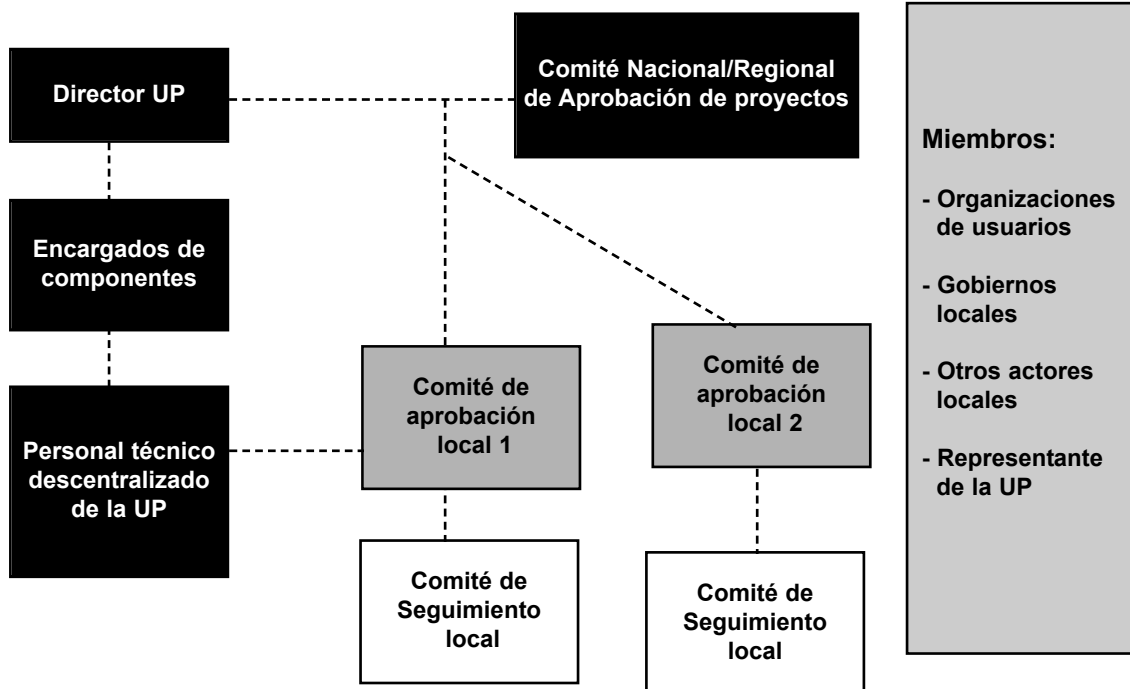 Director UP
Comité Nacional/Regional
de Aprobación de proyectos
Encargados de
componentes
Personal técnico
descentralizado
de la UP
Comité de
aprobación
local 1
Comité de
aprobación
local 2
Comité de
Seguimiento
local
Comité de
Seguimiento
local
Miembros:
- Organizaciones
de usuarios
- Gobiernos
locales
- Otros actores
locales
- Representante
de la UP